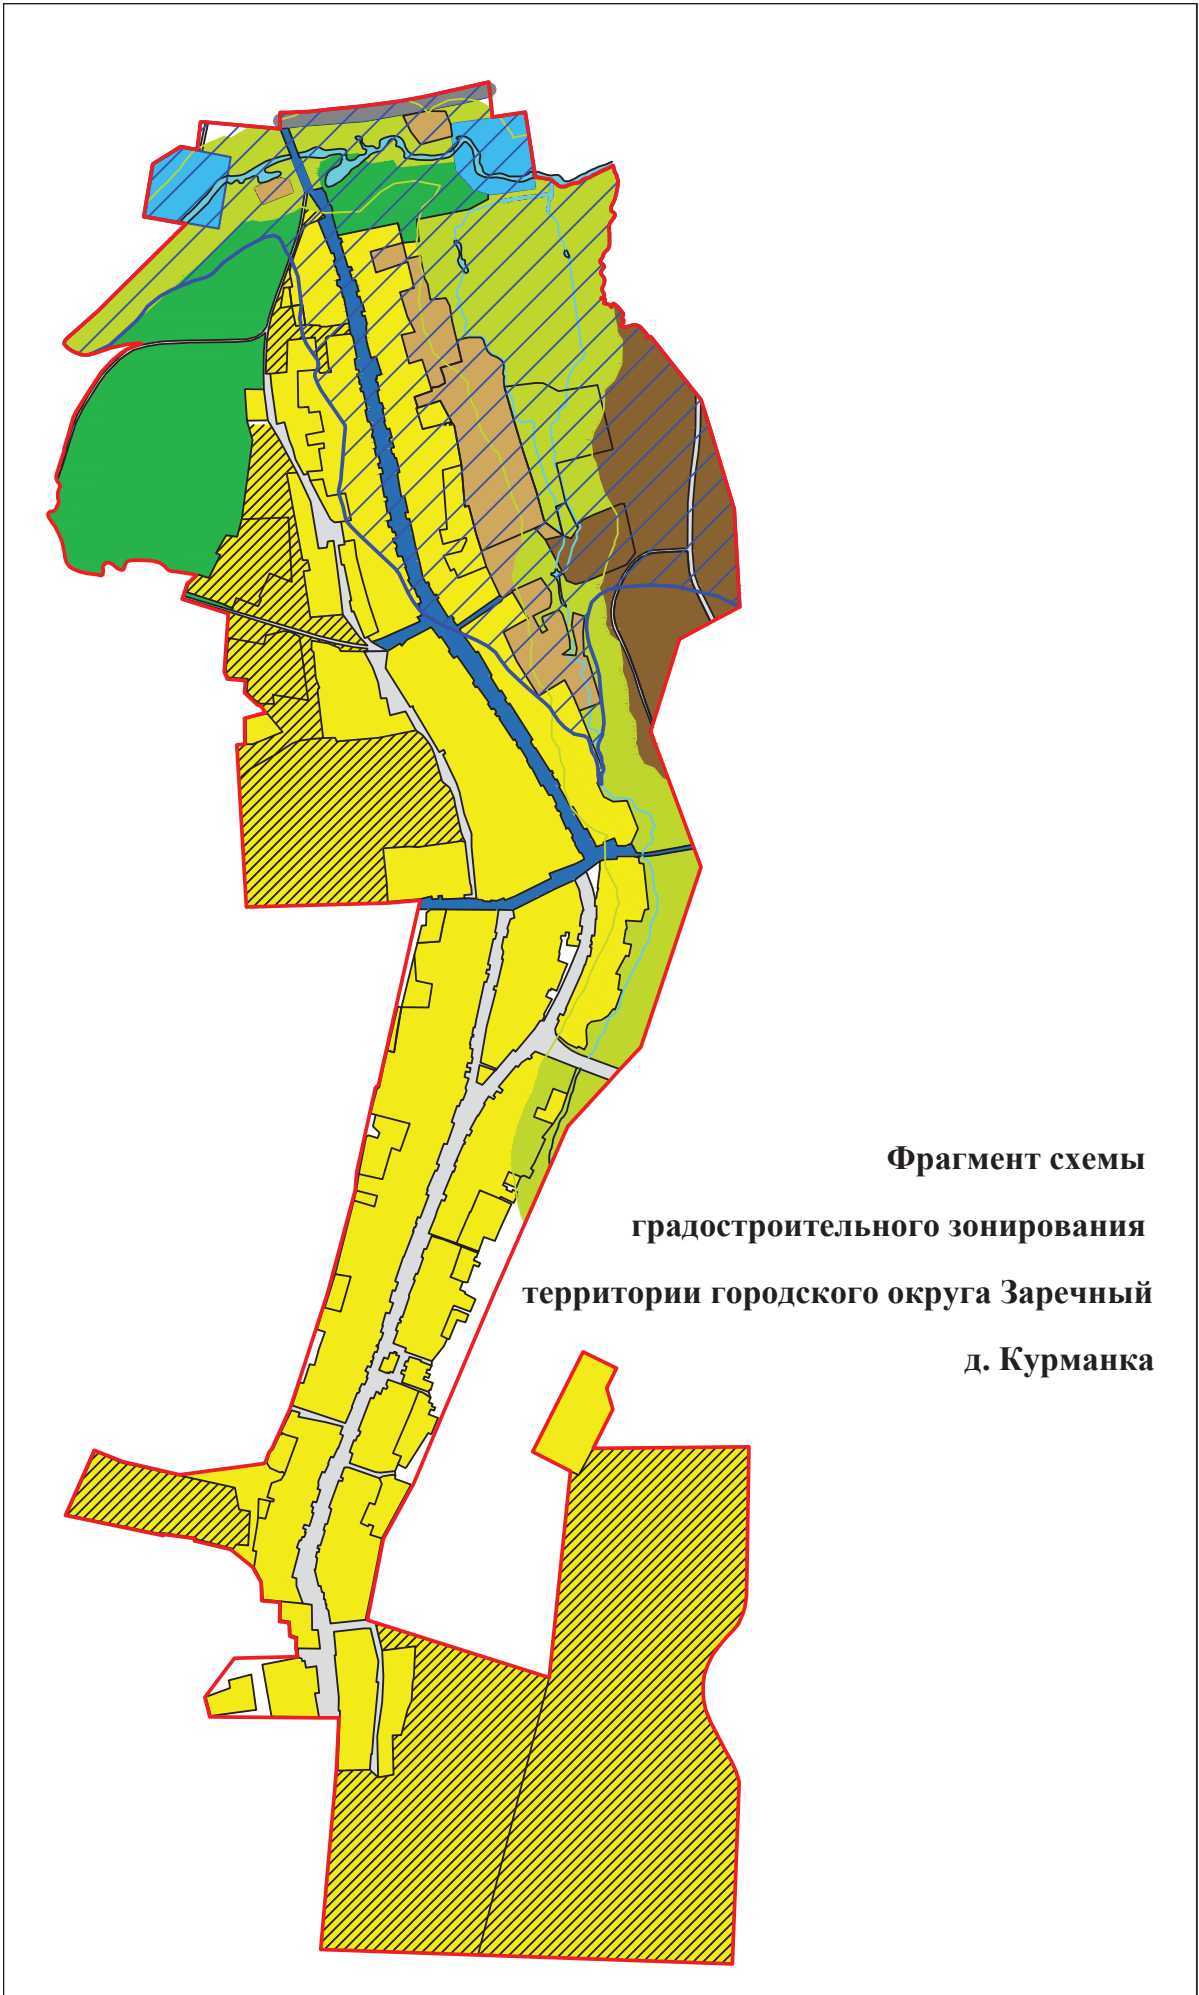 Фрагмент схемы
градостроительного зонирования
территории городского округа Заречный
д. Курманка